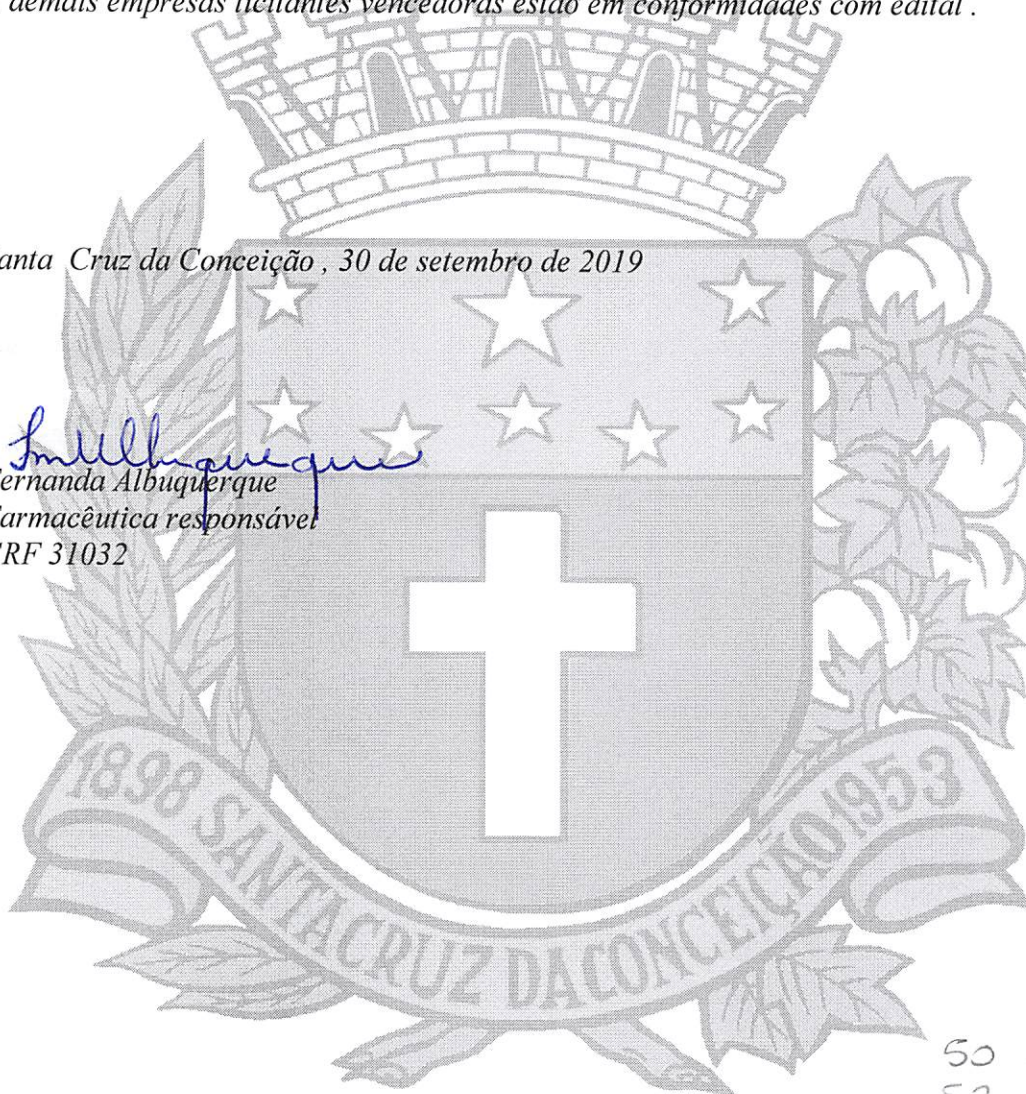 demais empresas licitantes vencedoras estão em conformidades com edital .
anta Cruz da Conceição , 30 de setembro de 2019
ernanda Albuquerque
armacêutica responsável
RF 31032
1898 SANTA CRUZ DA CONCEIÇÃO 1953
50